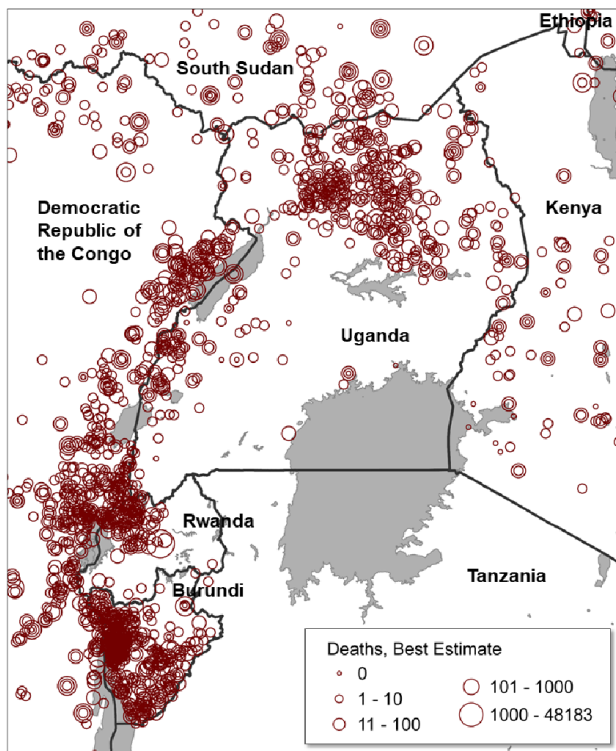 Ethiopia
South Sudan
Democratic
Republic of
the Congo
Kenya
Uganda
Rwanda
Burundi
Tanzania
Deaths, Best Estimate
0
1 - 10
11 - 100
101 - 1000
1000 - 48183